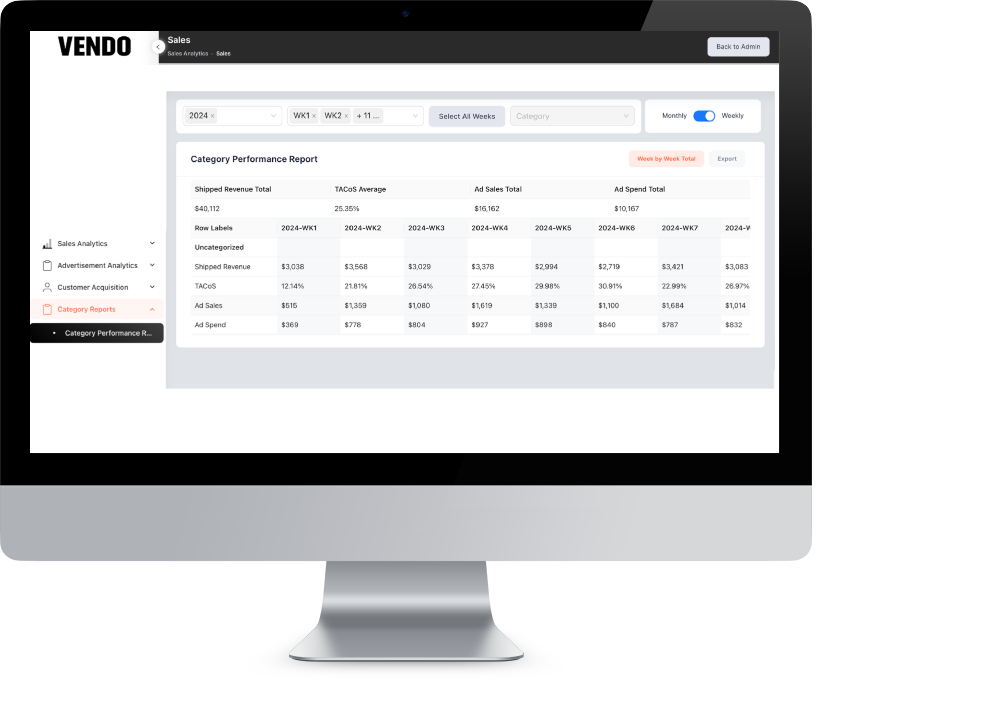 VENDO
Sales
Sales Analytics - Sales
Back to Admin
2024 ×
WK1 × WK2 × + 11 ...
Select All Weeks
Category
Monthly Weekly
Category Performance Report
Week by Week Total
Export
Shipped Revenue Total TACoS Average Ad Sales Total Ad Spend Total
$40,112 25.35% $16,162 $10,167
Row Labels 2024-WK1 2024-WK2 2024-WK3 2024-WK4 2024-WK5 2024-WK6 2024-WK7 2024-W
Uncategorized
Shipped Revenue $3,038 $3,568 $3,029 $3,378 $2,994 $2,719 $3,421 $3,083
TACoS 12.14% 21.81% 26.54% 27.45% 29.98% 30.91% 22.99% 26.97%
Ad Sales $515 $1,359 $1,080 $1,619 $1,339 $1,100 $1,684 $1,014
Ad Spend $369 $778 $804 $927 $898 $840 $787 $832
Sales Analytics
Advertisement Analytics
Customer Acquisition
Category Reports
• Category Performance R...